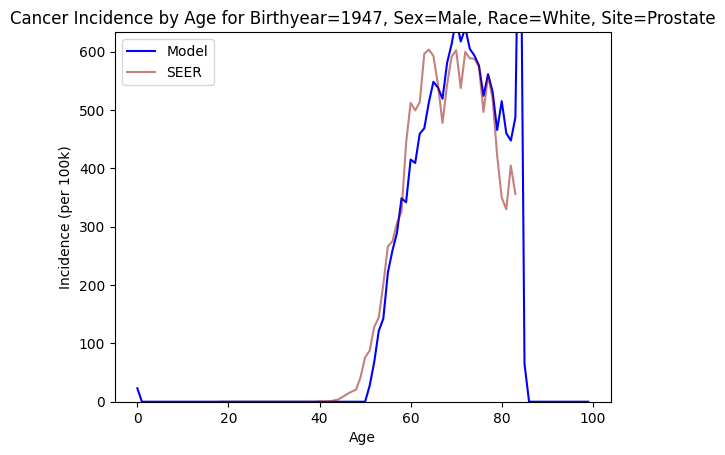 Cancer Incidence by Age for Birthyear=1947, Sex=Male, Race=White, Site=Prostate
Model
SEER
Incidence (per 100k)
600
500
400
300
200
100
0
0 20 40 60 80 100
Age